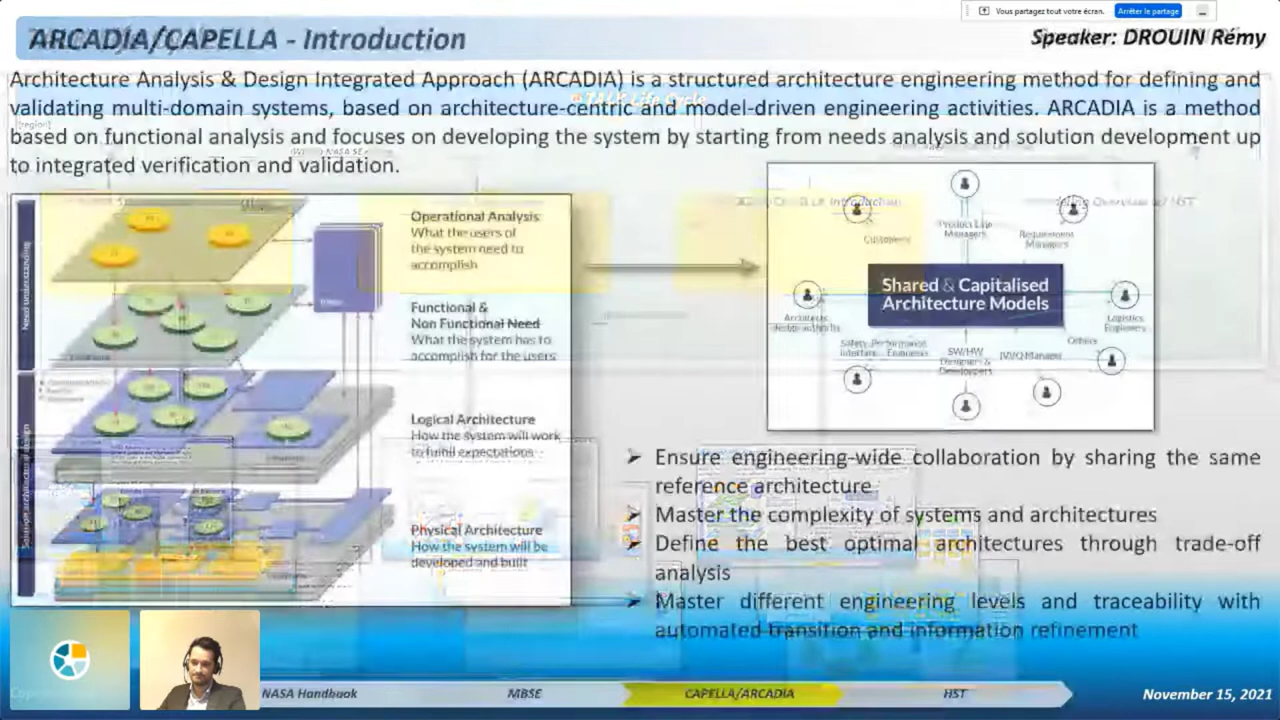 Vous partagez tout votre écran.
Arrêter le partage
ARCADIA/CAPELLA - Introduction
Speaker: DROUIN Rémy
Architecture Analysis & Design Integrated Approach (ARCADIA) is a structured architecture engineering method for defining and
validating multi-domain systems, based on architecture-centric and model-driven engineering activities. ARCADIA is a method
based on functional analysis and focuses on developing the system by starting from needs analysis and solution development up
to integrated verification and validation.
Need understanding
Operational Analysis
What the users of
the system need to
accomplish
Functional &
Non Functional Need
What the system has to
accomplish for the users
Solution architectural design
Logical Architecture
How the system will work
to fulfil expectations
Physical Architecture
How the system will be
developed and built
Customers
Product Line
Managers
Requirement
Managers
Shared & Capitalised
Architecture Models
Architects
Logistics
Engineers
Others
SW/HW
Designers &
Developpers
IVVQ Manager
Ensure engineering-wide collaboration by sharing the same
reference architecture
Master the complexity of systems and architectures
Define the best optimal architectures through trade-off
analysis
Master different engineering levels and traceability with
automated transition and information refinement
NASA Handbook
MBSE
CAPELLA/ARCADIA
HST
November 15, 2021